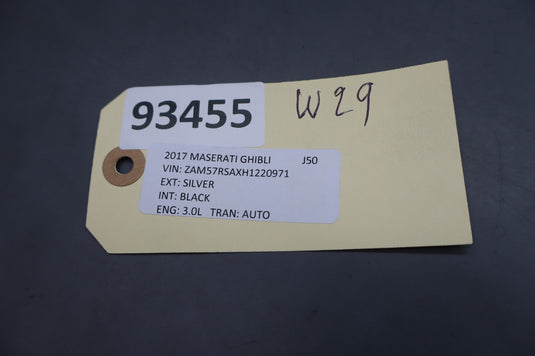 93455
W29
2017 MASERATI GHIBLI J50
VIN: ZAM57RSAXH1220971
EXT: SILVER
INT: BLACK
ENG: 3.0L TRAN: AUTO